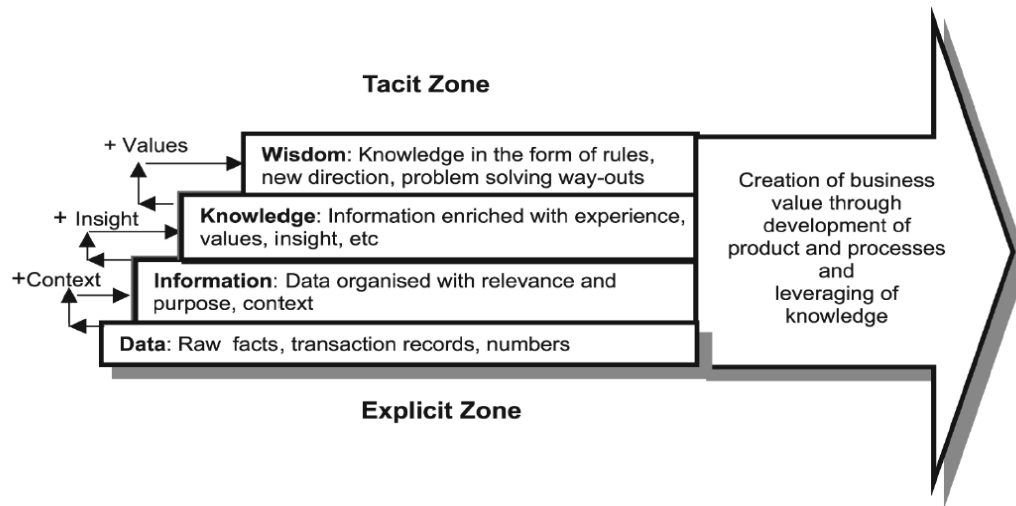 Tacit Zone
+ Values
Wisdom: Knowledge in the form of rules,
new direction, problem solving way-outs
+ Insight
Knowledge: Information enriched with experience,
values, insight, etc
+Context
Information: Data organised with relevance and
purpose, context
Data: Raw facts, transaction records, numbers
Explicit Zone
Creation of business
value through
development of
product and processes
and
leveraging of
knowledge